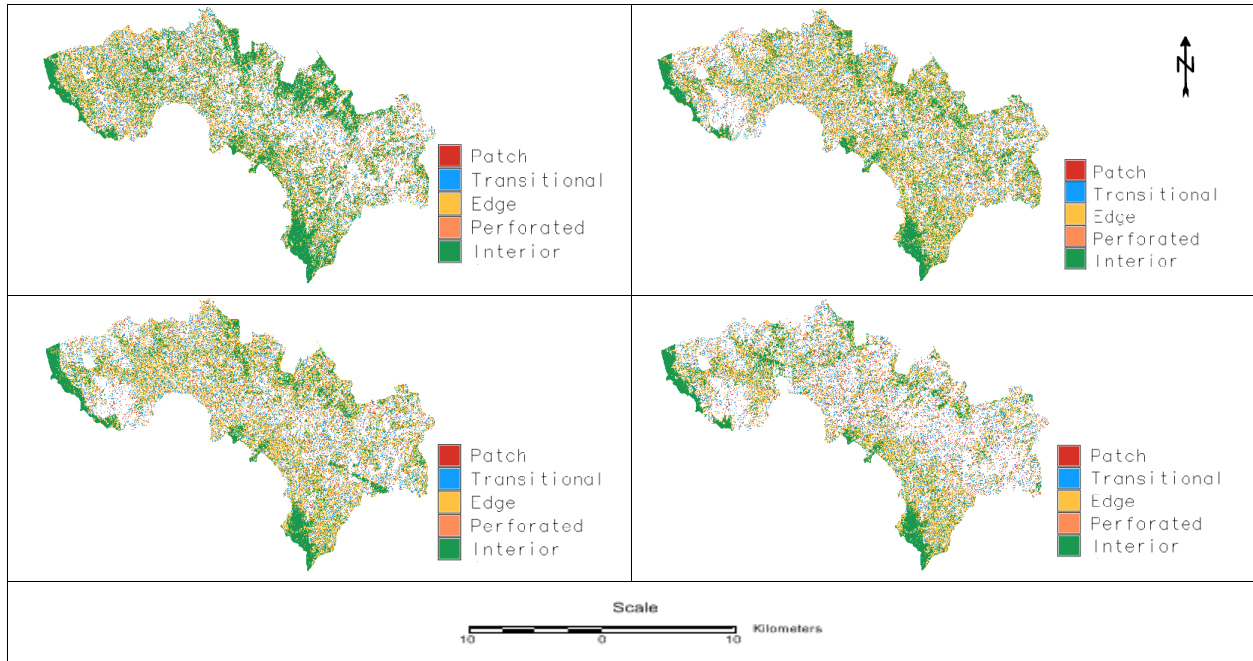 Patch
Transitional
Edge
Perforated
Interior
N
Patch
Transitional
Edge
Perforated
Interior
Patch
Transitional
Edge
Perforated
Interior
Patch
Transitional
Edge
Perforated
Interior
Scale
10 0 10 Kilometers